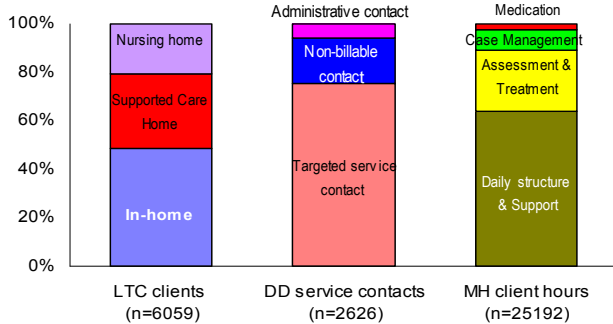 Administrative contact
Medication
100%
80%
60%
40%
20%
0%
Nursing home
Supported Care
Home
In-home
Non-billable
contact
Targeted service
contact
Case Management
Assessment &
Treatment
Daily structure
& Support
LTC clients
(n=6059)
DD service contacts
(n=2626)
MH client hours
(n=25192)